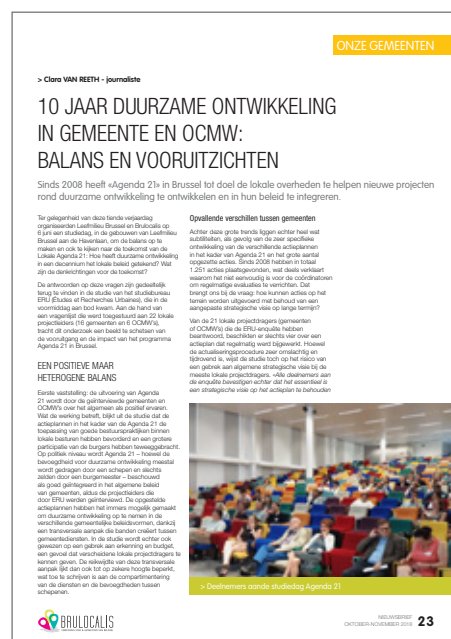 ONZE GEMEENTEN
> Clara VAN REETH - journaliste
10 JAAR DUURZAME ONTWIKKELING
IN GEMEENTE EN OCMW:
BALANS EN VOORUITZICHTEN
Sinds 2008 heeft «Agenda 21» in Brussel tot doel de lokale overheden te helpen nieuwe projecten
rond duurzame ontwikkeling te ontwikkelen en in hun beleid te integreren.
Ter gelegenheid van deze tiende verjaardag
organiseerden Leefmilieu Brussel en Brulocalis op
6 juni een studiedag, in de gebouwen van Leefmilieu
Brussel aan de Havenlaan, om de balans op te
maken en ook te kijken naar de toekomst van de
Lokale Agenda 21: Hoe heeft duurzame ontwikkeling
in een decennium het lokale beleid getekend? Wat
zijn de denkrichtingen voor de toekomst?
De antwoorden op deze vragen zijn gedeeltelijk
terug te vinden in de studie van het studiebureau
ERU (Études et Recherches Urbaines), die in de
voormiddag aan bod kwam. Aan de hand van
een vragenlijst die werd toegestuurd aan 22 lokale
projectleiders (16 gemeenten en 6 OCMW's),
tracht dit onderzoek een beeld te schetsen van
de vooruitgang en de impact van het programma
Agenda 21 in Brussel.
EEN POSITIEVE MAAR
HETEROGENE BALANS
Eerste vaststelling: de uitvoering van Agenda
21 wordt door de geïnterviewde gemeenten en
OCMW's over het algemeen als positief ervaren.
Wat de werking betreft, blijkt uit de studie dat de
actieplannen in het kader van de Agenda 21 de
toepassing van goede bestuurspraktijken binnen
lokale besturen hebben bevorderd en een grotere
participatie van de burgers hebben teweeggebracht.
Op politiek niveau wordt Agenda 21 – hoewel de
bevoegdheid voor duurzame ontwikkeling meestal
wordt gedragen door een schepen en slechts
zelden door een burgemeester – beschouwd
als goed geïntegreerd in het algemene beleid
van gemeenten, aldus de projectleiders die
door ERU werden geïnterviewd. De opgestelde
actieplannen hebben het immers mogelijk gemaakt
om duurzame ontwikkeling op te nemen in de
verschillende gemeentelijke beleidsvormen, dankzij
een transversale aanpak die banden creëert tussen
gemeentediensten. In de studie wordt echter ook
gewezen op een gebrek aan erkenning en budget,
een gevoel dat verscheidene lokale projectdragers te
kennen geven. De reikwijdte van deze transversale
aanpak lijkt dan ook tot op zekere hoogte beperkt,
wat toe te schrijven is aan de compartimentering
van de diensten en de bevoegdheden tussen
schepenen.
Opvallende verschillen tussen gemeenten
Achter deze grote trends liggen echter heel wat
subtiliteiten, als gevolg van de zeer specifieke
ontwikkeling van de verschillende actieplannen
in het kader van Agenda 21 en het grote aantal
opgezette acties. Sinds 2008 hebben in totaal
1.251 acties plaatsgevonden, wat deels verklaart
waarom het niet eenvoudig is voor de coördinatoren
om regelmatige evaluaties te verrichten. Dat
brengt ons bij de vraag: hoe kunnen acties op het
terrein worden uitgevoerd met behoud van een
aangepaste strategische visie op lange termijn?
Van de 21 lokale projectdragers (gemeenten
of OCMW's) die de ERU-enquête hebben
beantwoord, beschikken er slechts vier over een
actieplan dat regelmatig werd bijgewerkt. Hoewel
de actualiseringsprocedure zeer omslachtig en
tijdrovend is, wijst de studie toch op het risico van
een gebrek aan algemene strategische visie bij de
meeste lokale projectdragers. «Alle deelnemers aan
de enquête bevestigen echter dat het essentieel is
een strategische visie op het actieplan te behouden
> Deelnemers aande studiedag Agenda 21
BRULOCALIS
NIEUWSBRIEF
OKTOBER-NOVEMBER 2018 23